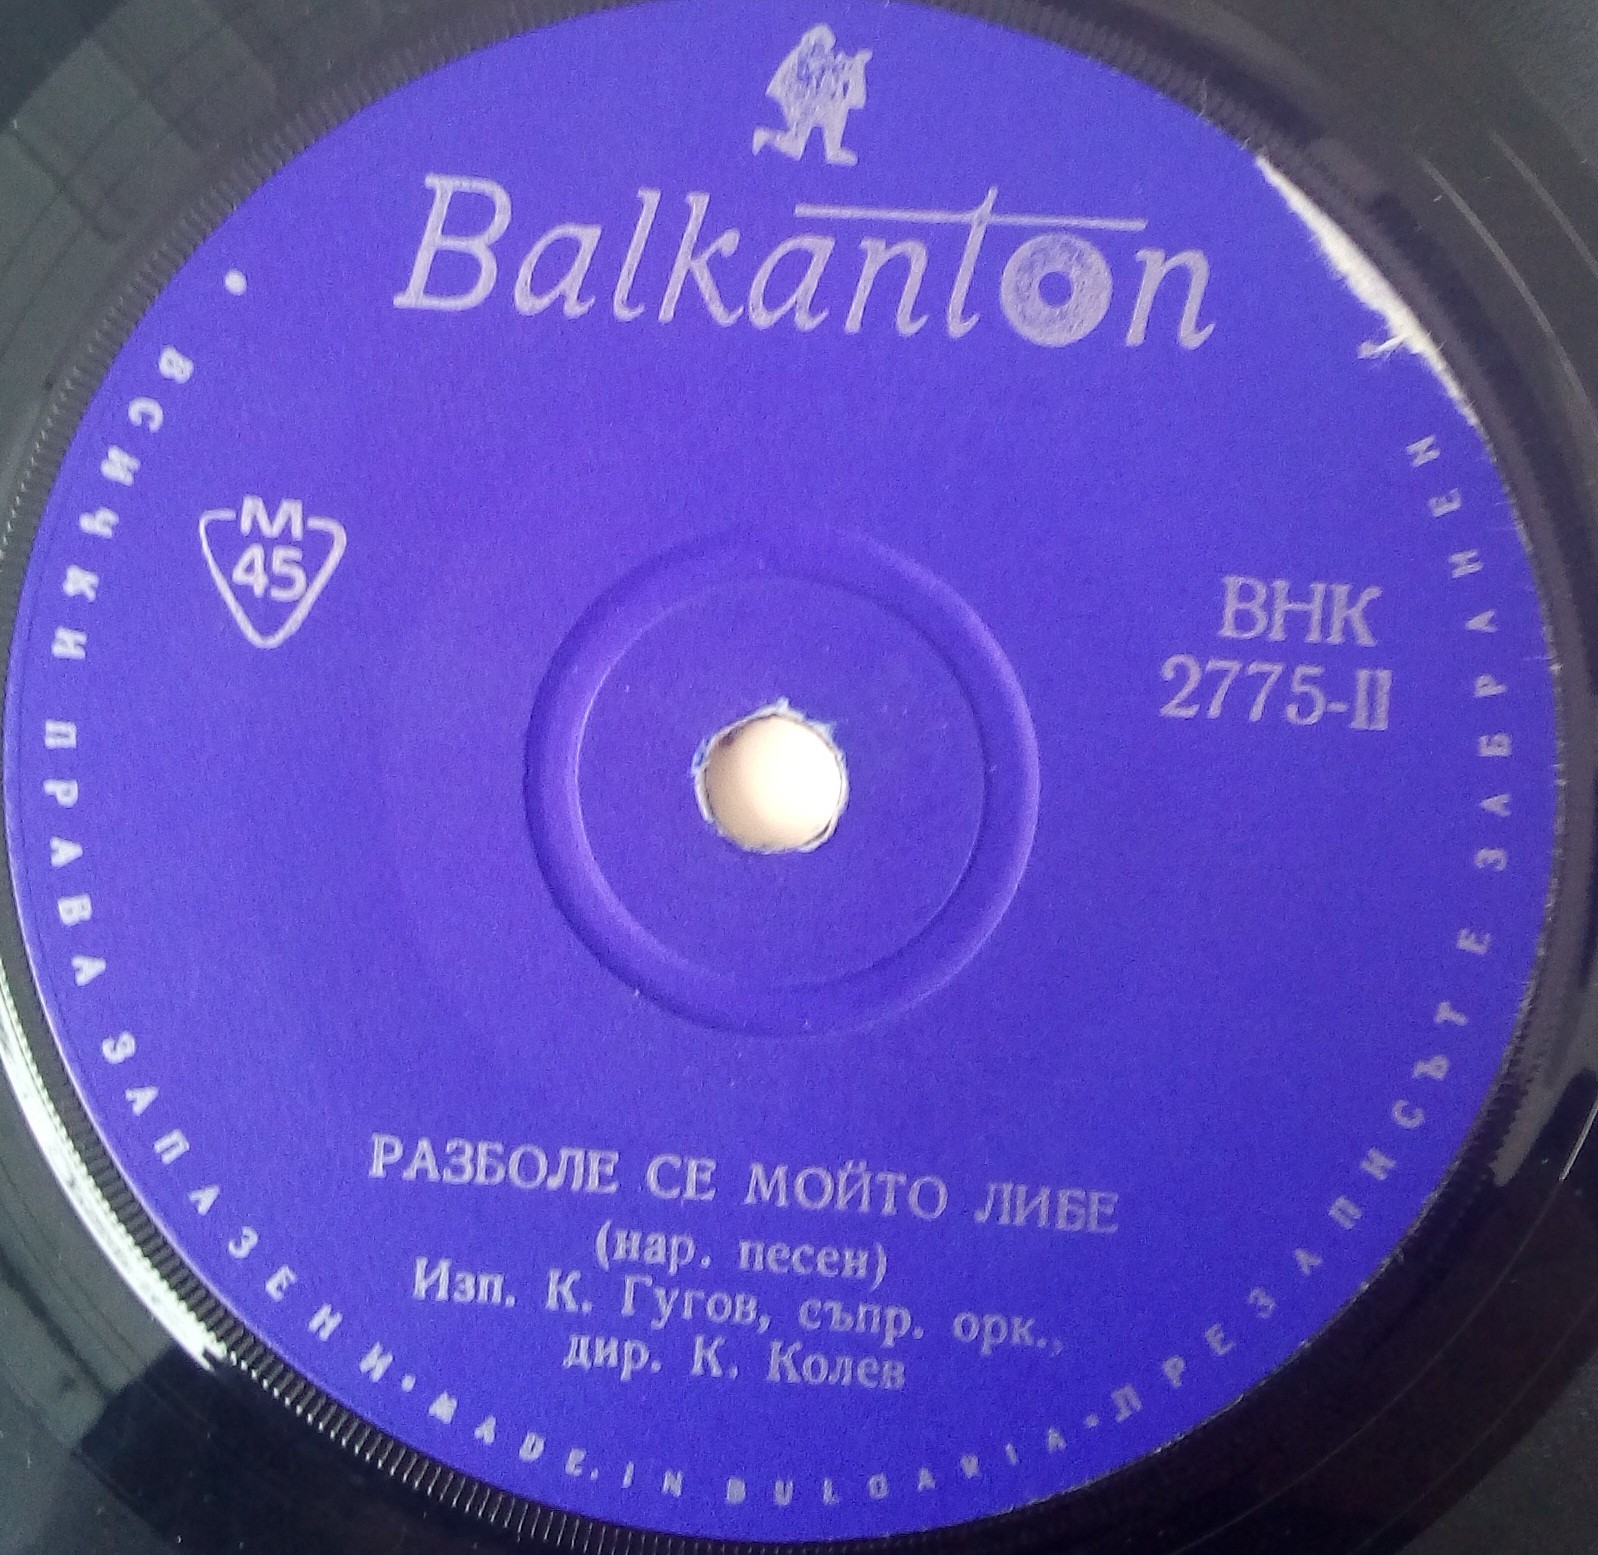 Balkanton
М
45
ВНК
2775-II
РАЗБОЛЕ СЕ МОЙТО ЛИБЕ
(нар. песен)
Изп. К. Гугов, съпр. орк.,
дир. К. Колев
• ВСИЧКИ ПРАВА ЗАПАЗЕНИ • MADE IN BULGARIA • ПРЕЗАПИСЪТ Е ЗАБРАНЕН